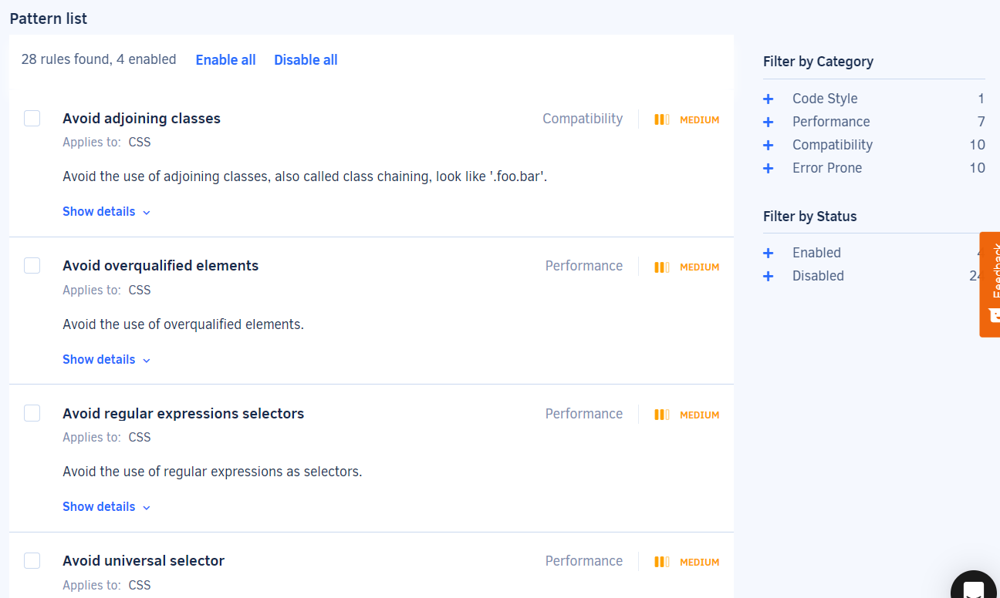 Pattern list
28 rules found, 4 enabled Enable all Disable all
Avoid adjoining classes Compatibility MEDIUM
Applies to: CSS
Avoid the use of adjoining classes, also called class chaining, look like '.foo.bar'.
Show details
Avoid overqualified elements Performance MEDIUM
Applies to: CSS
Avoid the use of overqualified elements.
Show details
Avoid regular expressions selectors Performance MEDIUM
Applies to: CSS
Avoid the use of regular expressions as selectors.
Show details
Avoid universal selector Performance MEDIUM
Applies to: CSS
Filter by Category
+ Code Style 1
+ Performance 7
+ Compatibility 10
+ Error Prone 10
Filter by Status
+ Enabled 4
+ Disabled 24
Feedback